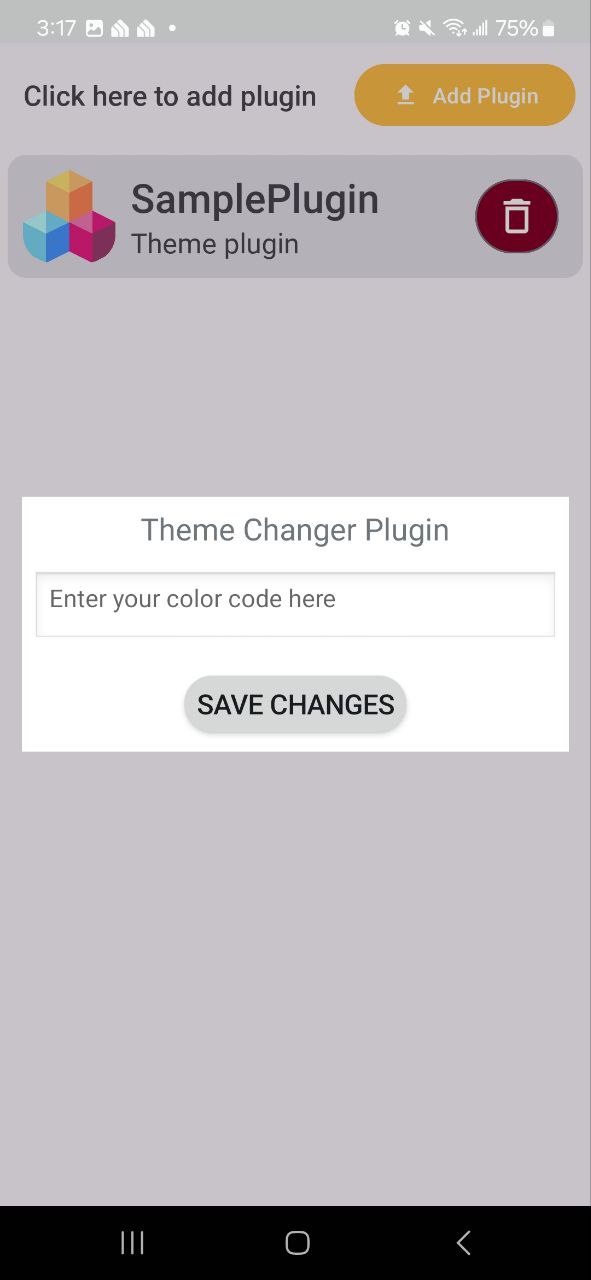 3:17 75%
Click here to add plugin Add Plugin
SamplePlugin
Theme plugin
Theme Changer Plugin
Enter your color code here
SAVE CHANGES